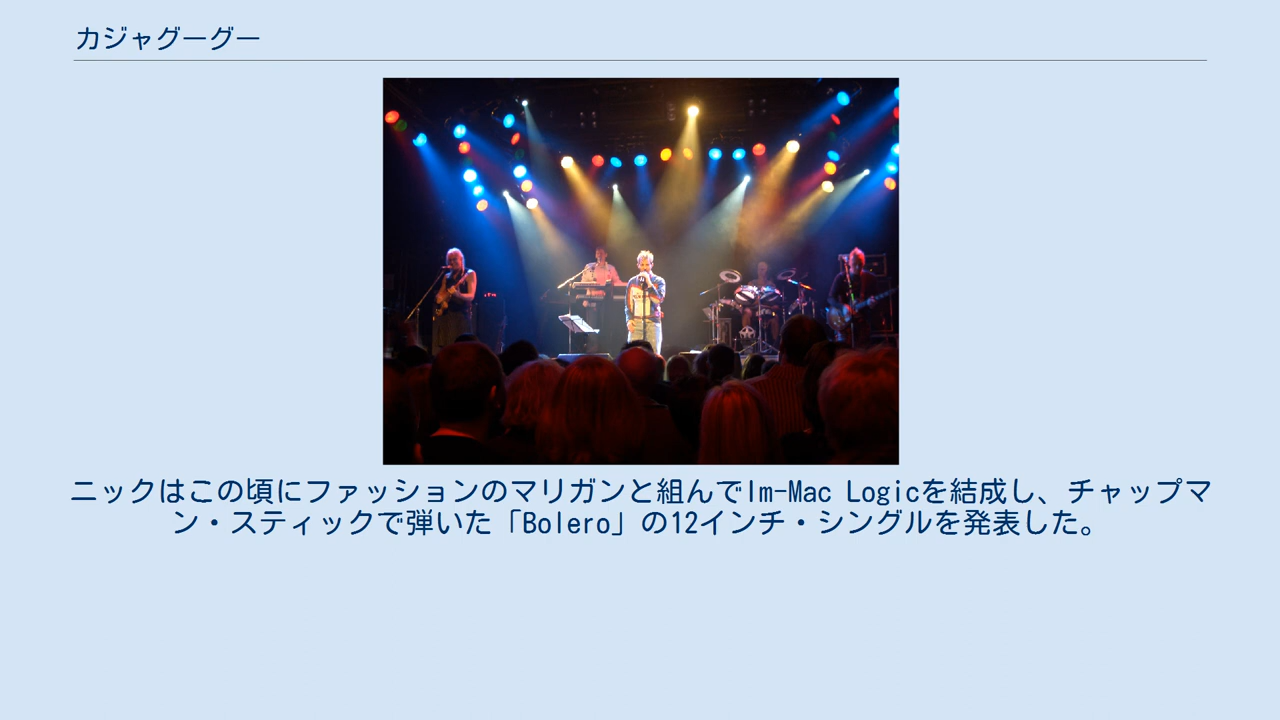 カジャグーグー
ニックはこの頃にファッションのマリガンと組んでIm-Mac Logicを結成し、チャップマ
ン・スティックで弾いた「Bolero」の12インチ・シングルを発表した。